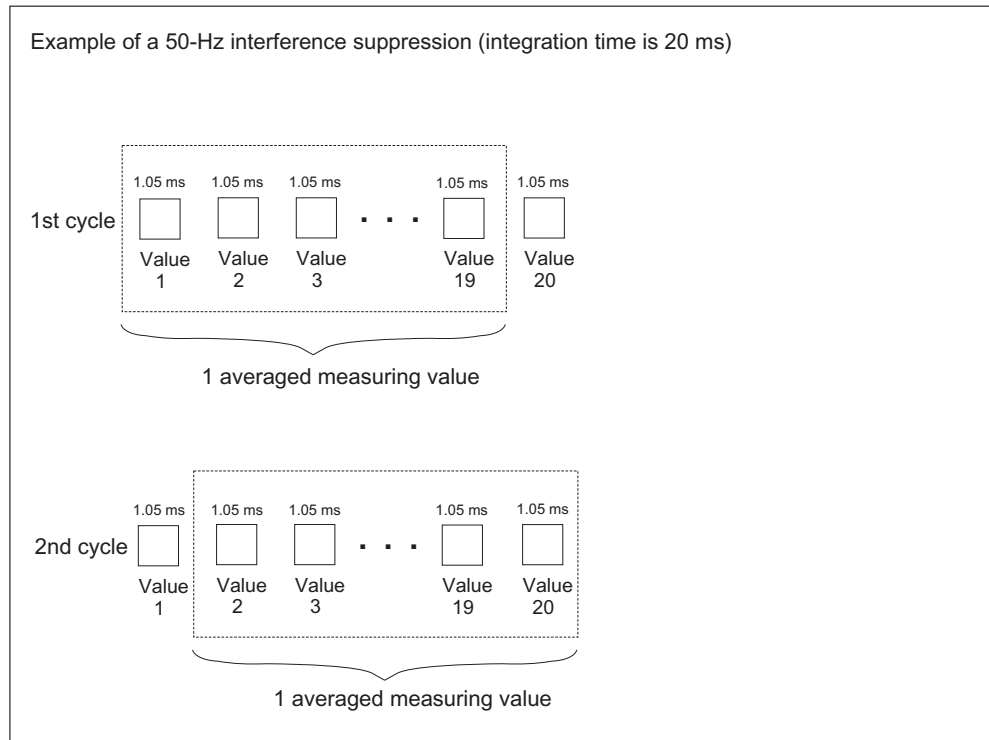 Example of a 50-Hz interference suppression (integration time is 20 ms)
1.05 ms 1.05 ms 1.05 ms 1.05 ms 1.05 ms
1st cycle . . .
Value Value Value Value Value
1 2 3 19 20
1 averaged measuring value
1.05 ms 1.05 ms 1.05 ms 1.05 ms 1.05 ms
2nd cycle . . .
Value Value Value Value Value
1 2 3 19 20
1 averaged measuring value